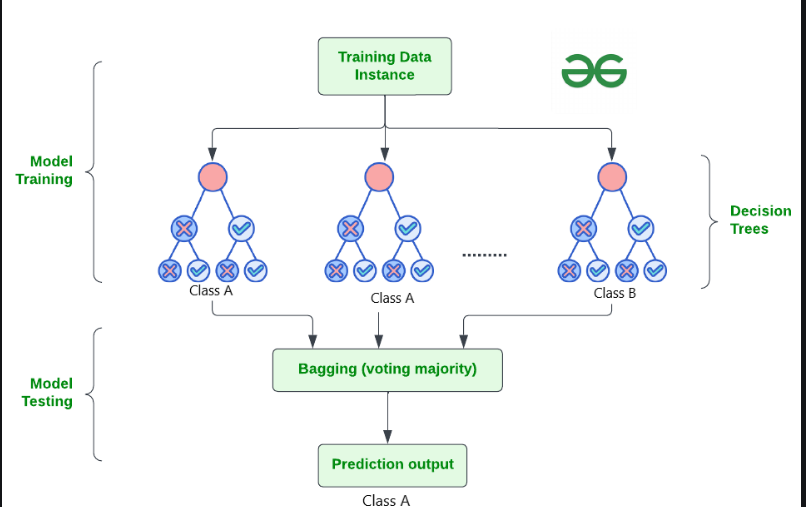 Training Data
Instance
Model
Training
Decision
Trees
.........
Class A
Class A
Class B
Bagging (voting majority)
Model
Testing
Prediction output
Class A